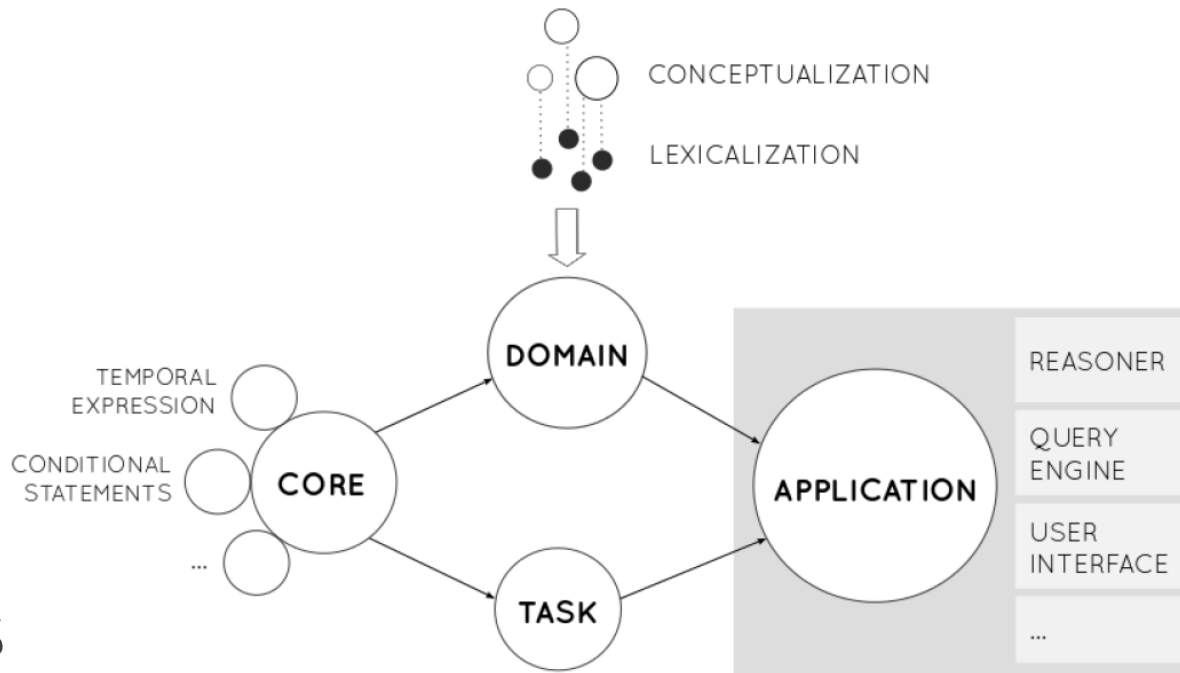 CONCEPTUALIZATION
LEXICALIZATION
DOMAIN
TEMPORAL
EXPRESSION
CONDITIONAL
STATEMENTS
...
CORE
TASK
APPLICATION
REASONER
QUERY
ENGINE
USER
INTERFACE
...